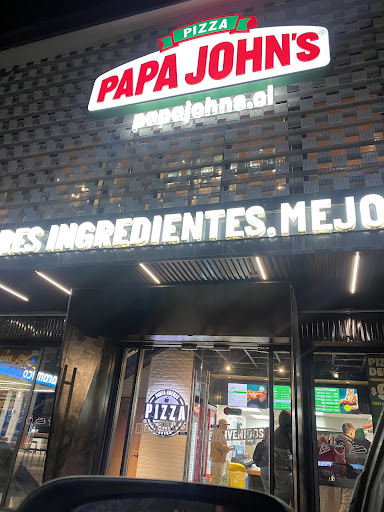 PIZZA
PAPA JOHN'S
papajohns.cl
RES INGREDIENTES. MEJO
PIZZA